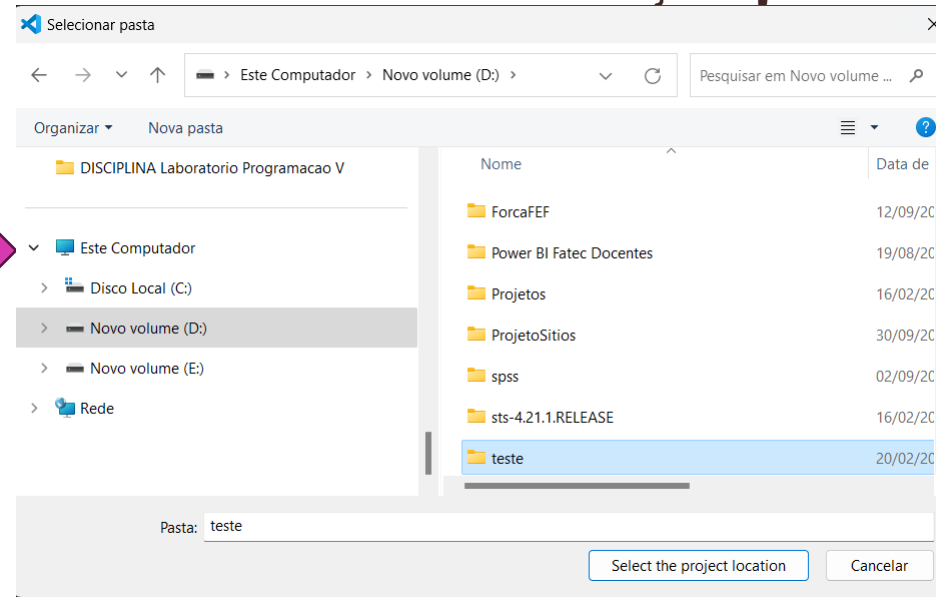 Selecionar pasta
Este Computador > Novo volume (D:) >
Pesquisar em Novo volume ...
Organizar
Nova pasta
DISCIPLINA Laboratorio Programacao V
Este Computador
Disco Local (C:)
Novo volume (D:)
Novo volume (E:)
Rede
Nome
Data de
ForcaFEF
12/09/20
Power BI Fatec Docentes
19/08/20
Projetos
16/02/20
ProjetoSitios
30/09/20
spss
02/09/20
sts-4.21.1.RELEASE
16/02/20
teste
20/02/20
Pasta: teste
Select the project location
Cancelar